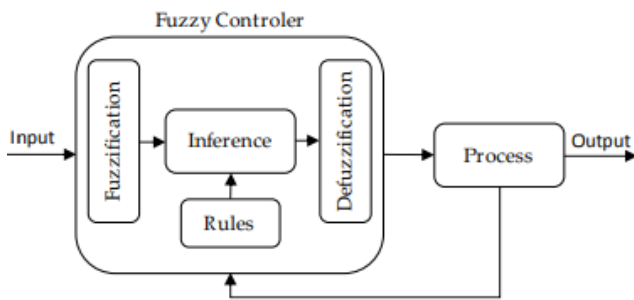 Fuzzy Controler
Input
Fuzzification
Inference
Rules
Defuzzification
Process
Output